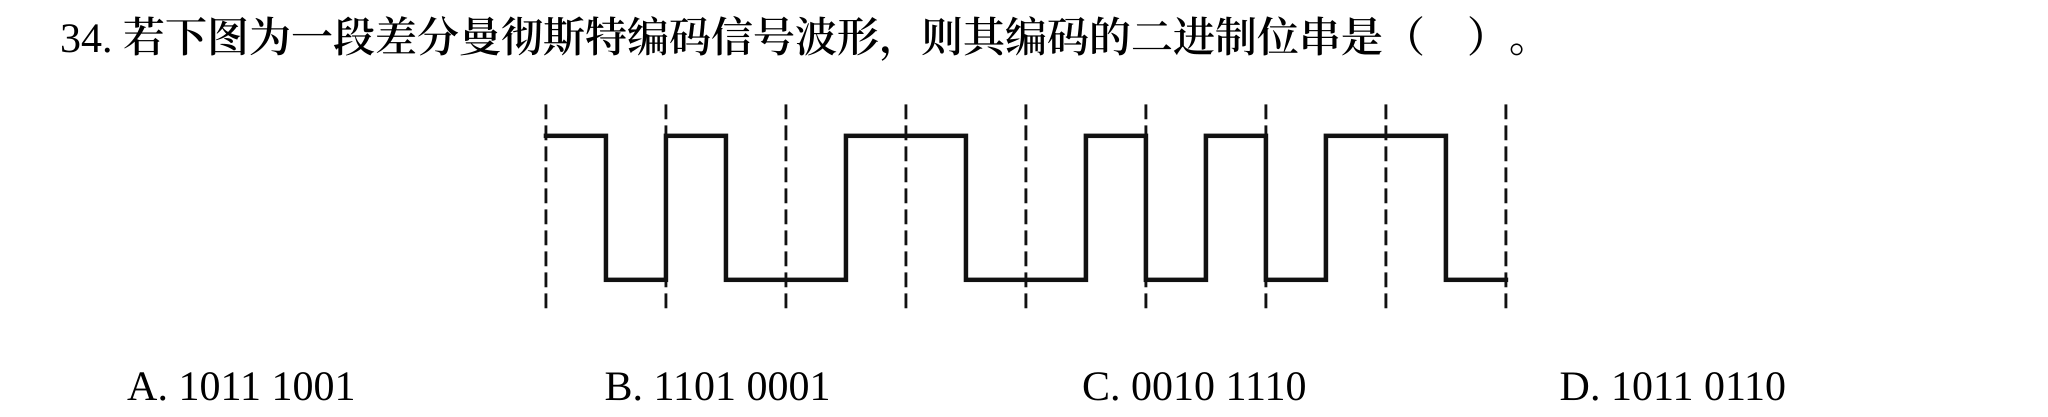 34. 若下图为一段差分曼彻斯特编码信号波形，则其编码的二进制位串是（　）。
A. 1011 1001 B. 1101 0001 C. 0010 1110 D. 1011 0110